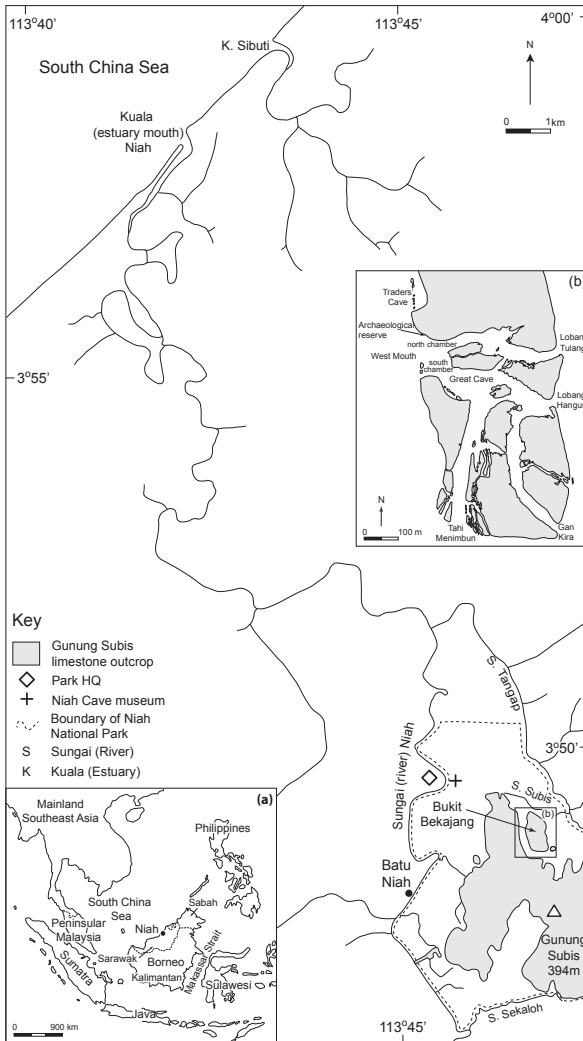 113°40'
113°45'
4°00'
K. Sibuti
South China Sea
N
0 1km
Kuala
(estuary mouth)
Niah
(b)
Traders
Cave
Archaeological
reserve
north chamber
Loban
Tulang
West Mouth
south
chamber
Great Cave
Lobang
Hangus
N
0 100 m
Tahi
Menimbun
Gan
Kira
3°55'
Key
Gunung Subis
limestone outcrop
Park HQ
Niah Cave museum
Boundary of Niah
National Park
S Sungai (River)
K Kuala (Estuary)
S. Tangap
3°50'
Sungai (river) Niah
S. Subis
(b)
Bukit
Bekajang
Batu
Niah
Gunung
Subis
394m
S. Sekaloh
113°45'
(a)
Mainland
Southeast Asia
Philippines
South China
Sea
Sabah
Niah
Peninsular
Malaysia
Sarawak
Borneo
Kalimantan
Makassar Strait
Sumatra
Sulawesi
Java
0 900 km